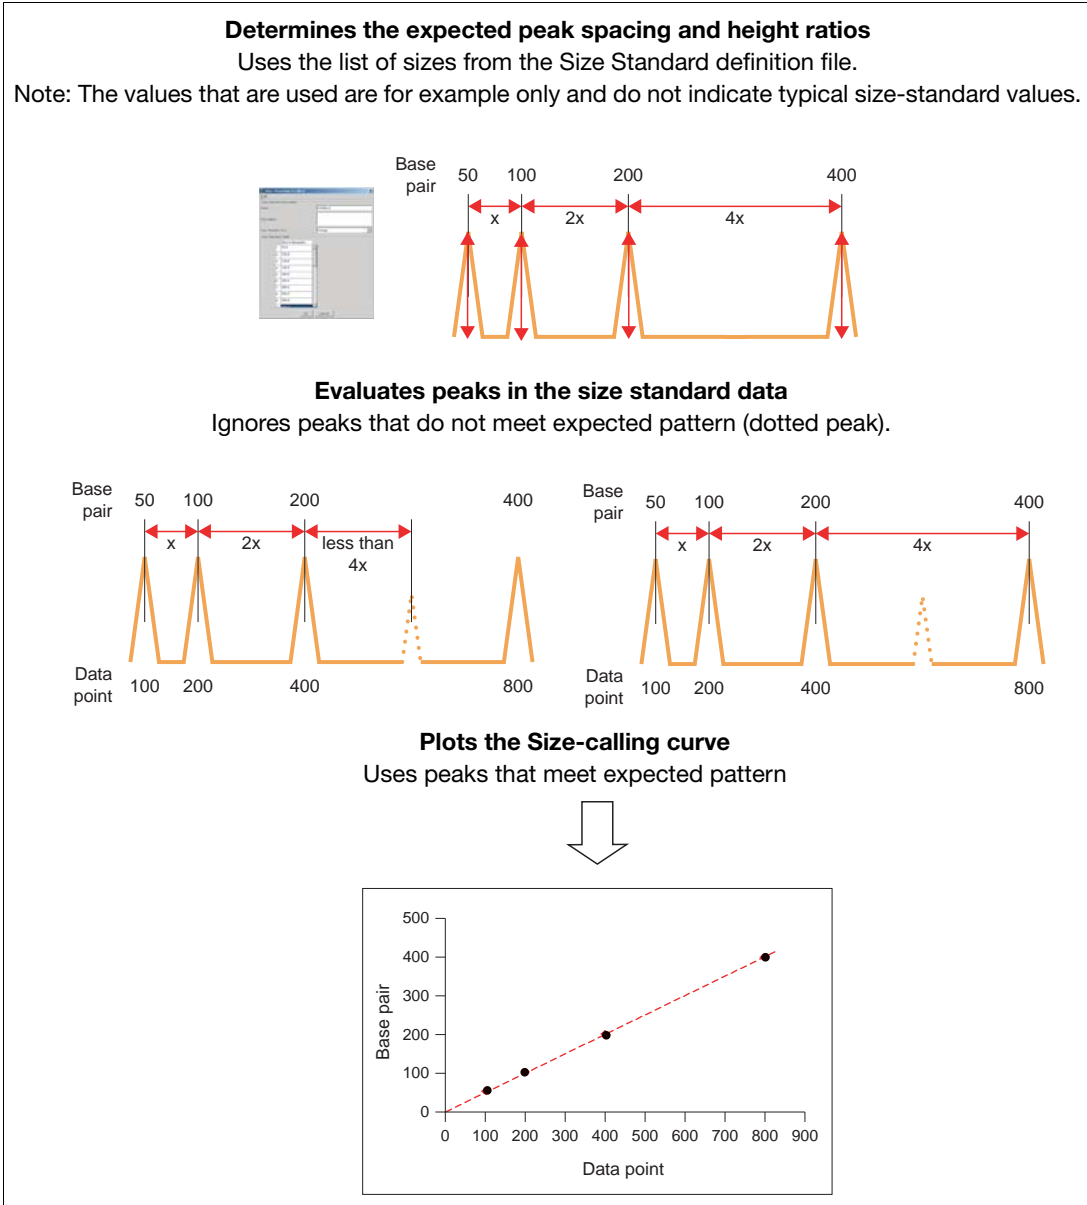 Determines the expected peak spacing and height ratios
Uses the list of sizes from the Size Standard definition file.
Note: The values that are used are for example only and do not indicate typical size-standard values.
Base
pair
50 100 200 400
x 2x 4x
Evaluates peaks in the size standard data
Ignores peaks that do not meet expected pattern (dotted peak).
Base
pair
50 100 200 400
x 2x less than
4x
Data
point
100 200 400 800
Base
pair
50 100 200 400
x 2x 4x
Data
point
100 200 400 800
Plots the Size-calling curve
Uses peaks that meet expected pattern
500
400
300
200
100
0
Base pair
0 100 200 300 400 500 600 700 800 900
Data point